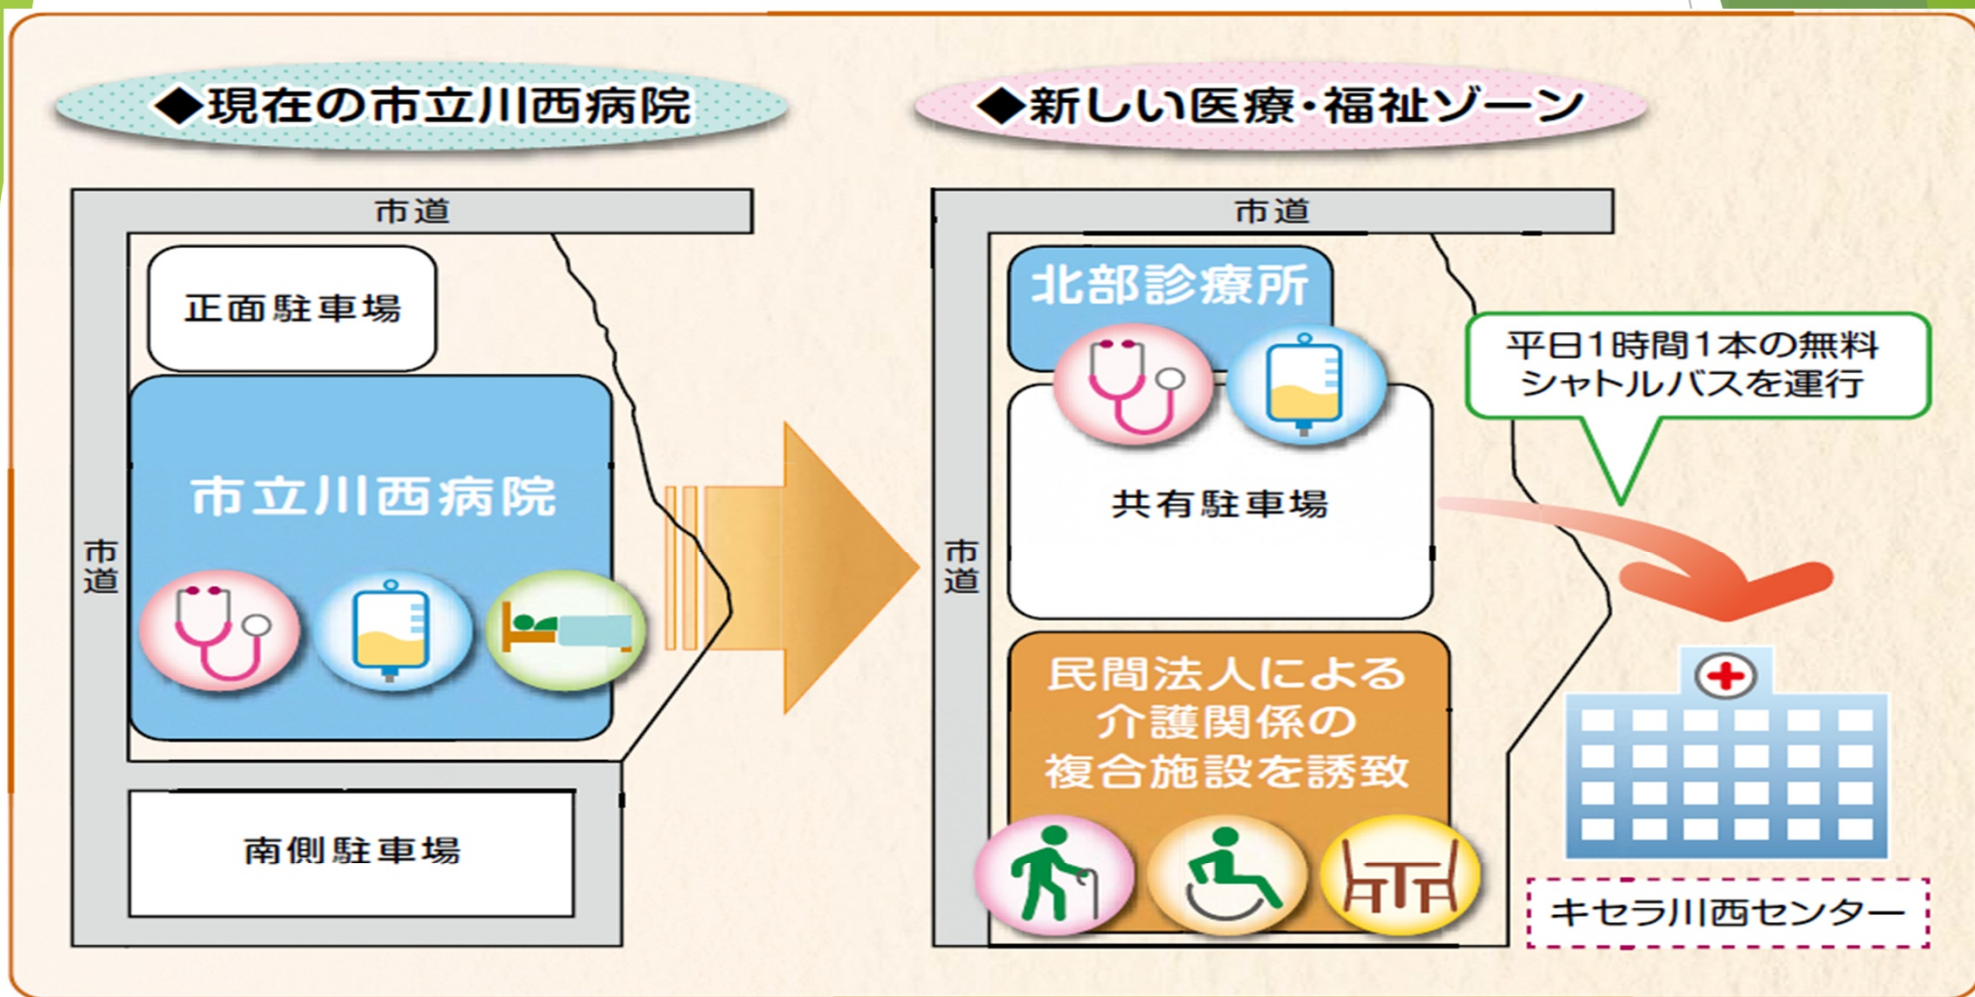 ◆現在の市立川西病院
市道
正面駐車場
市立川西病院
市道
南側駐車場
◆新しい医療・福祉ゾーン
市道
北部診療所
平日1時間1本の無料
シャトルバスを運行
共有駐車場
市道
民間法人による
介護関係の
複合施設を誘致
キセラ川西センター